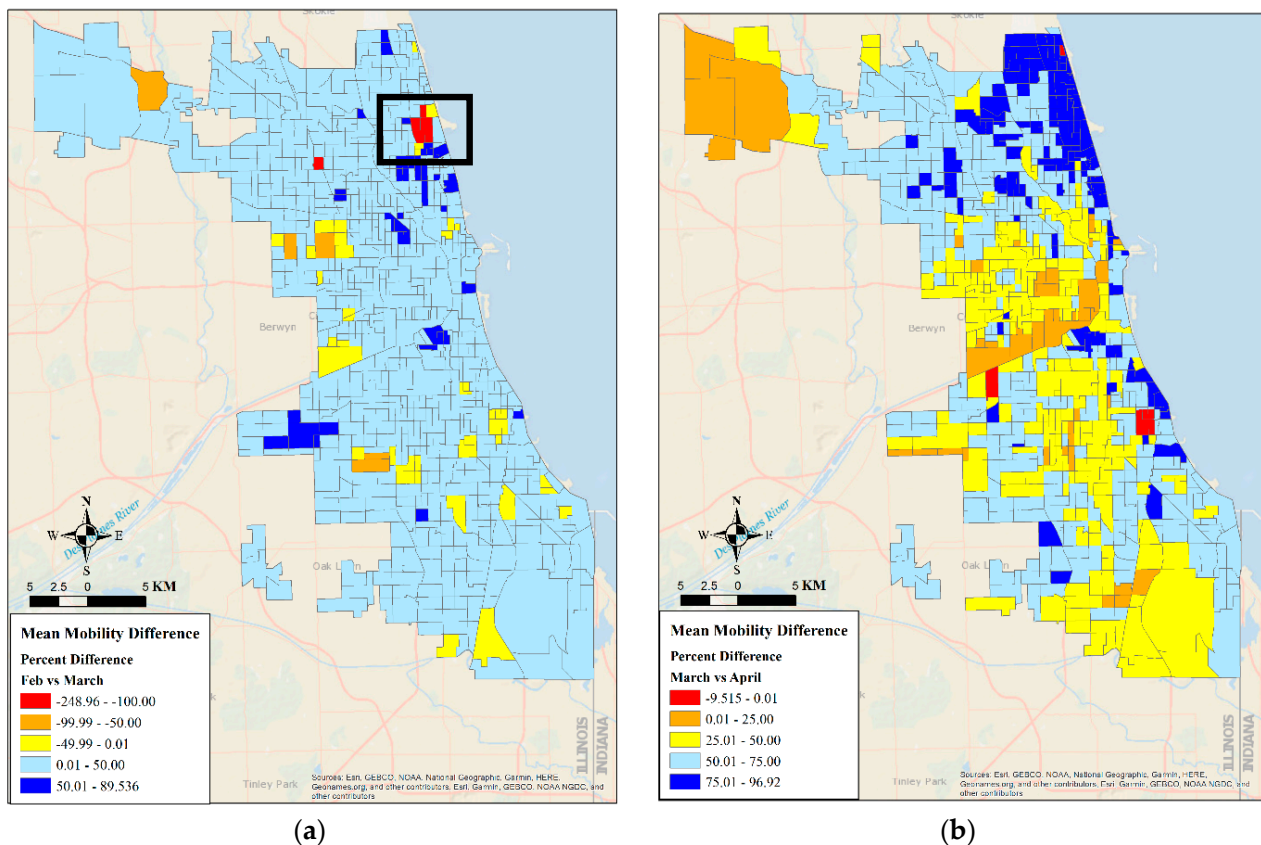 Skokie
Berwyn
Des Plaines River
Oak Lawn
N
W E
S
5 2.5 0 5 KM
Mean Mobility Difference
Percent Difference
Feb vs March
-248.96 - -100.00
-99.99 - -50.00
-49.99 - 0.01
0.01 - 50.00
50.01 - 89.536
Tinley Park
ILLINOIS
INDIANA
Sources: Esri, GEBCO, NOAA, National Geographic, Garmin, HERE,
Geonames.org, and other contributors, Esri, Garmin, GEBCO, NOAA NGDC, and
other contributors
(a)
Skokie
Berwyn
Des Plaines River
Oak Lawn
N
W E
S
5 2.5 0 5 KM
Mean Mobility Difference
Percent Difference
March vs April
-9.515 - 0.01
0.01 - 25.00
25.01 - 50.00
50.01 - 75.00
75.01 - 96.92
Tinley Park
ILLINOIS
INDIANA
Sources: Esri, GEBCO, NOAA, National Geographic, Garmin, HERE,
Geonames.org, and other contributors, Esri, Garmin, GEBCO, NOAA NGDC, and
other contributors
(b)